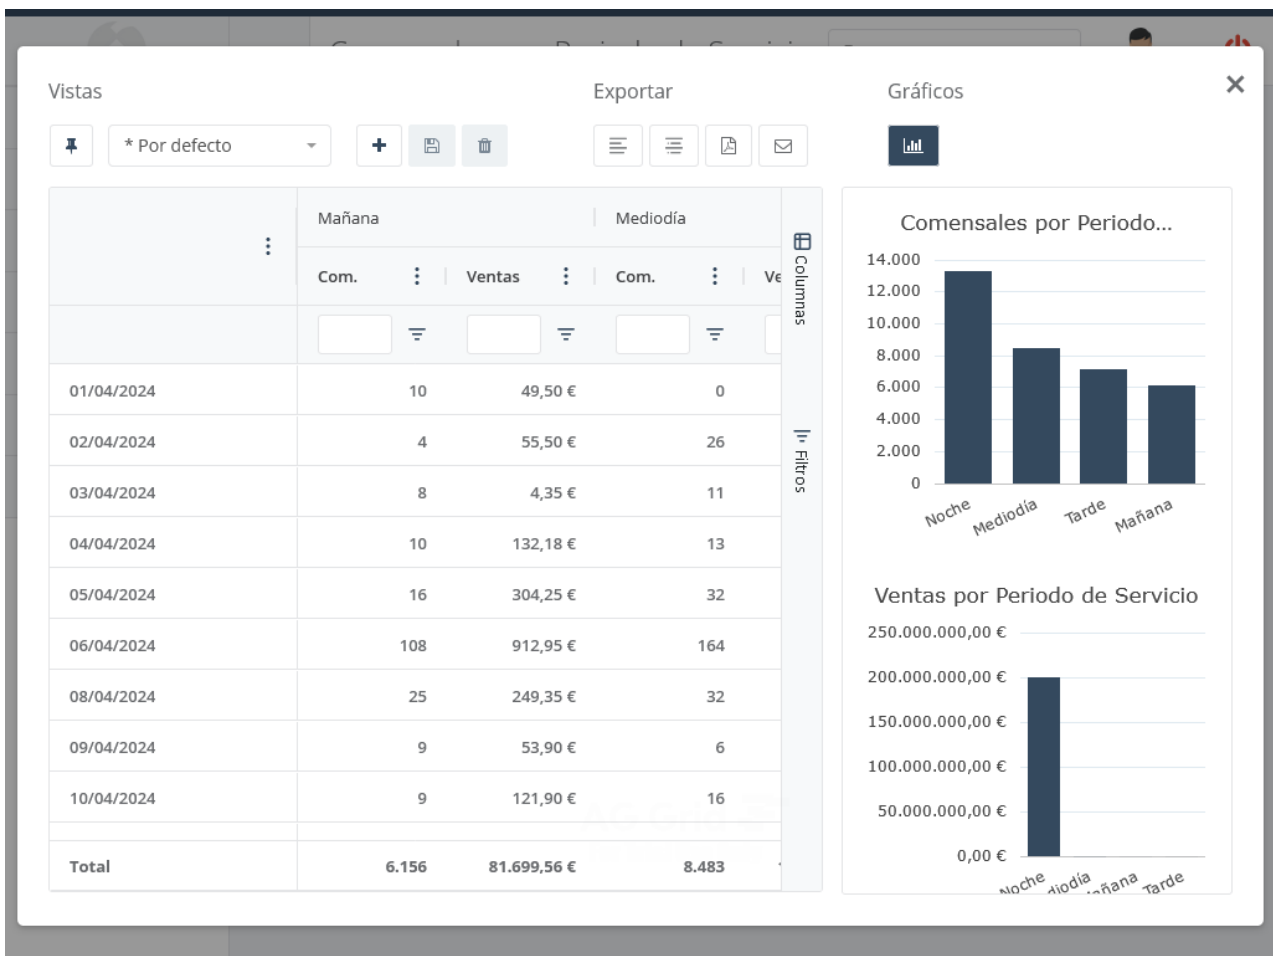 Vistas
Exportar
Gráficos
* Por defecto
Mañana
Mediodía
Com.
Ventas
Com.
Ve
Columnas
Filtros
01/04/2024 10 49,50 € 0
02/04/2024 4 55,50 € 26
03/04/2024 8 4,35 € 11
04/04/2024 10 132,18 € 13
05/04/2024 16 304,25 € 32
06/04/2024 108 912,95 € 164
08/04/2024 25 249,35 € 32
09/04/2024 9 53,90 € 6
10/04/2024 9 121,90 € 16
Total 6.156 81.699,56 € 8.483
Comensales por Periodo...
14.000
12.000
10.000
8.000
6.000
4.000
2.000
0
Noche Mediodía Tarde Mañana
Ventas por Periodo de Servicio
250.000.000,00 €
200.000.000,00 €
150.000.000,00 €
100.000.000,00 €
50.000.000,00 €
0,00 €
Noche diodía ñana Tarde